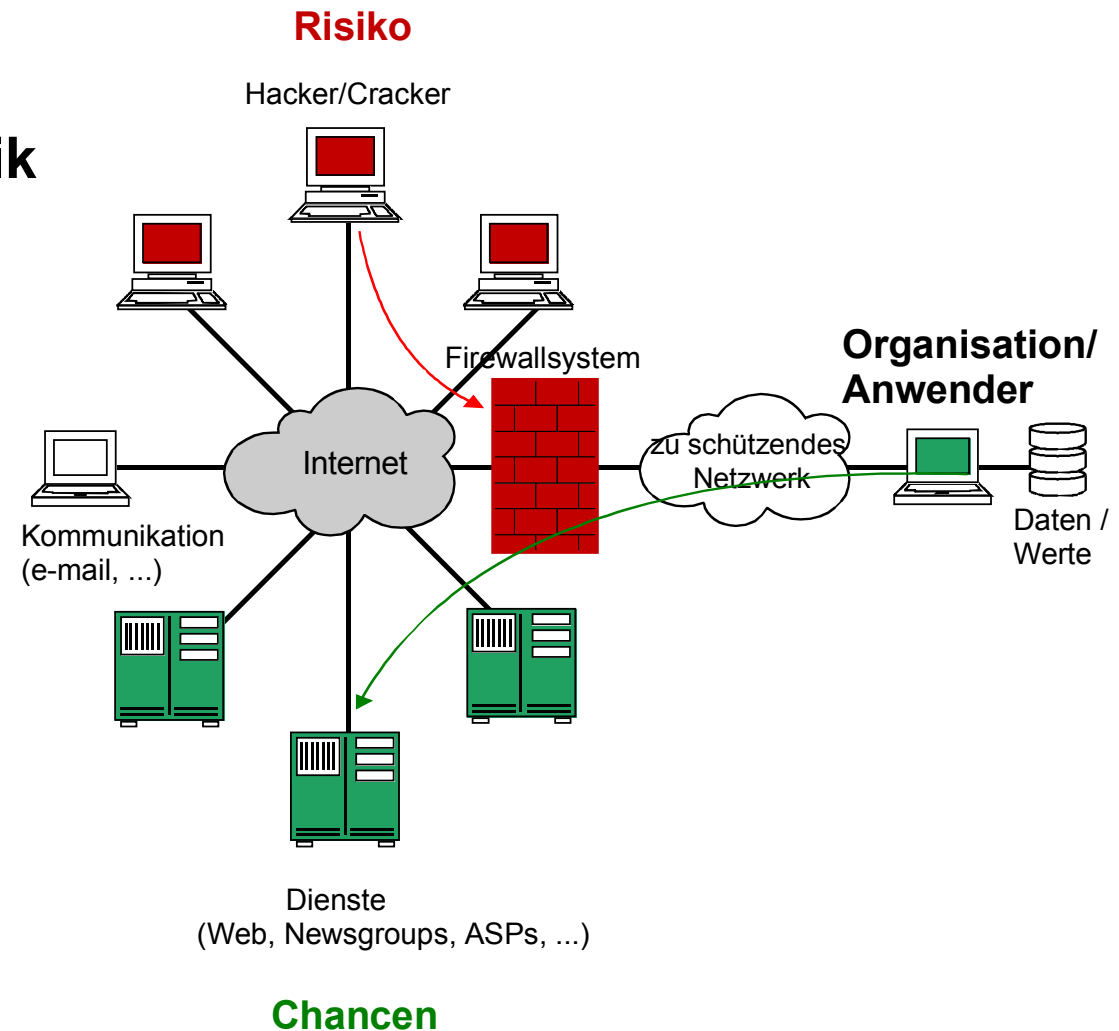 Risiko
Hacker/Cracker
ik
Firewallsystem
Organisation/
Anwender
Internet
zu schützendes
Netzwerk
Kommunikation
(e-mail, ...)
Daten /
Werte
Dienste
(Web, Newsgroups, ASPs, ...)
Chancen